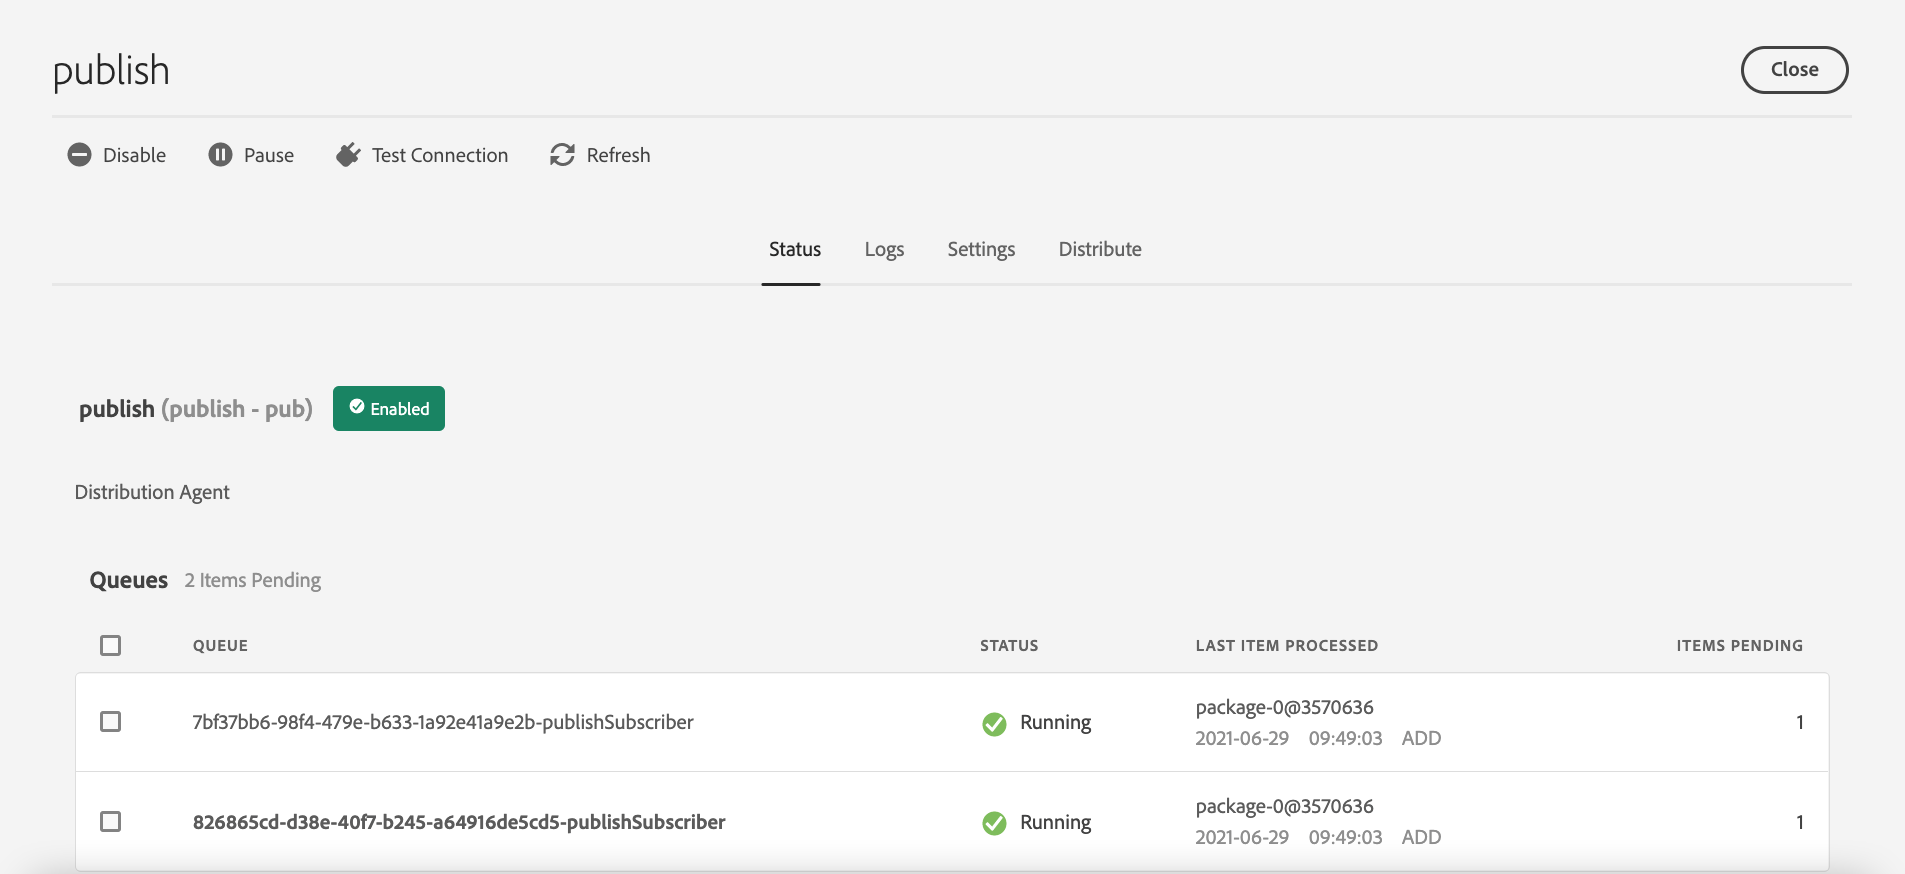 publish
Close
Disable Pause Test Connection Refresh
Status Logs Settings Distribute
publish (publish - pub) Enabled
Distribution Agent
Queues 2 Items Pending
QUEUE STATUS LAST ITEM PROCESSED ITEMS PENDING
7bf37bb6-98f4-479e-b633-1a92e41a9e2b-publishSubscriber Running package-0@3570636 1
2021-06-29 09:49:03 ADD
826865cd-d38e-40f7-b245-a64916de5cd5-publishSubscriber Running package-0@3570636 1
2021-06-29 09:49:03 ADD